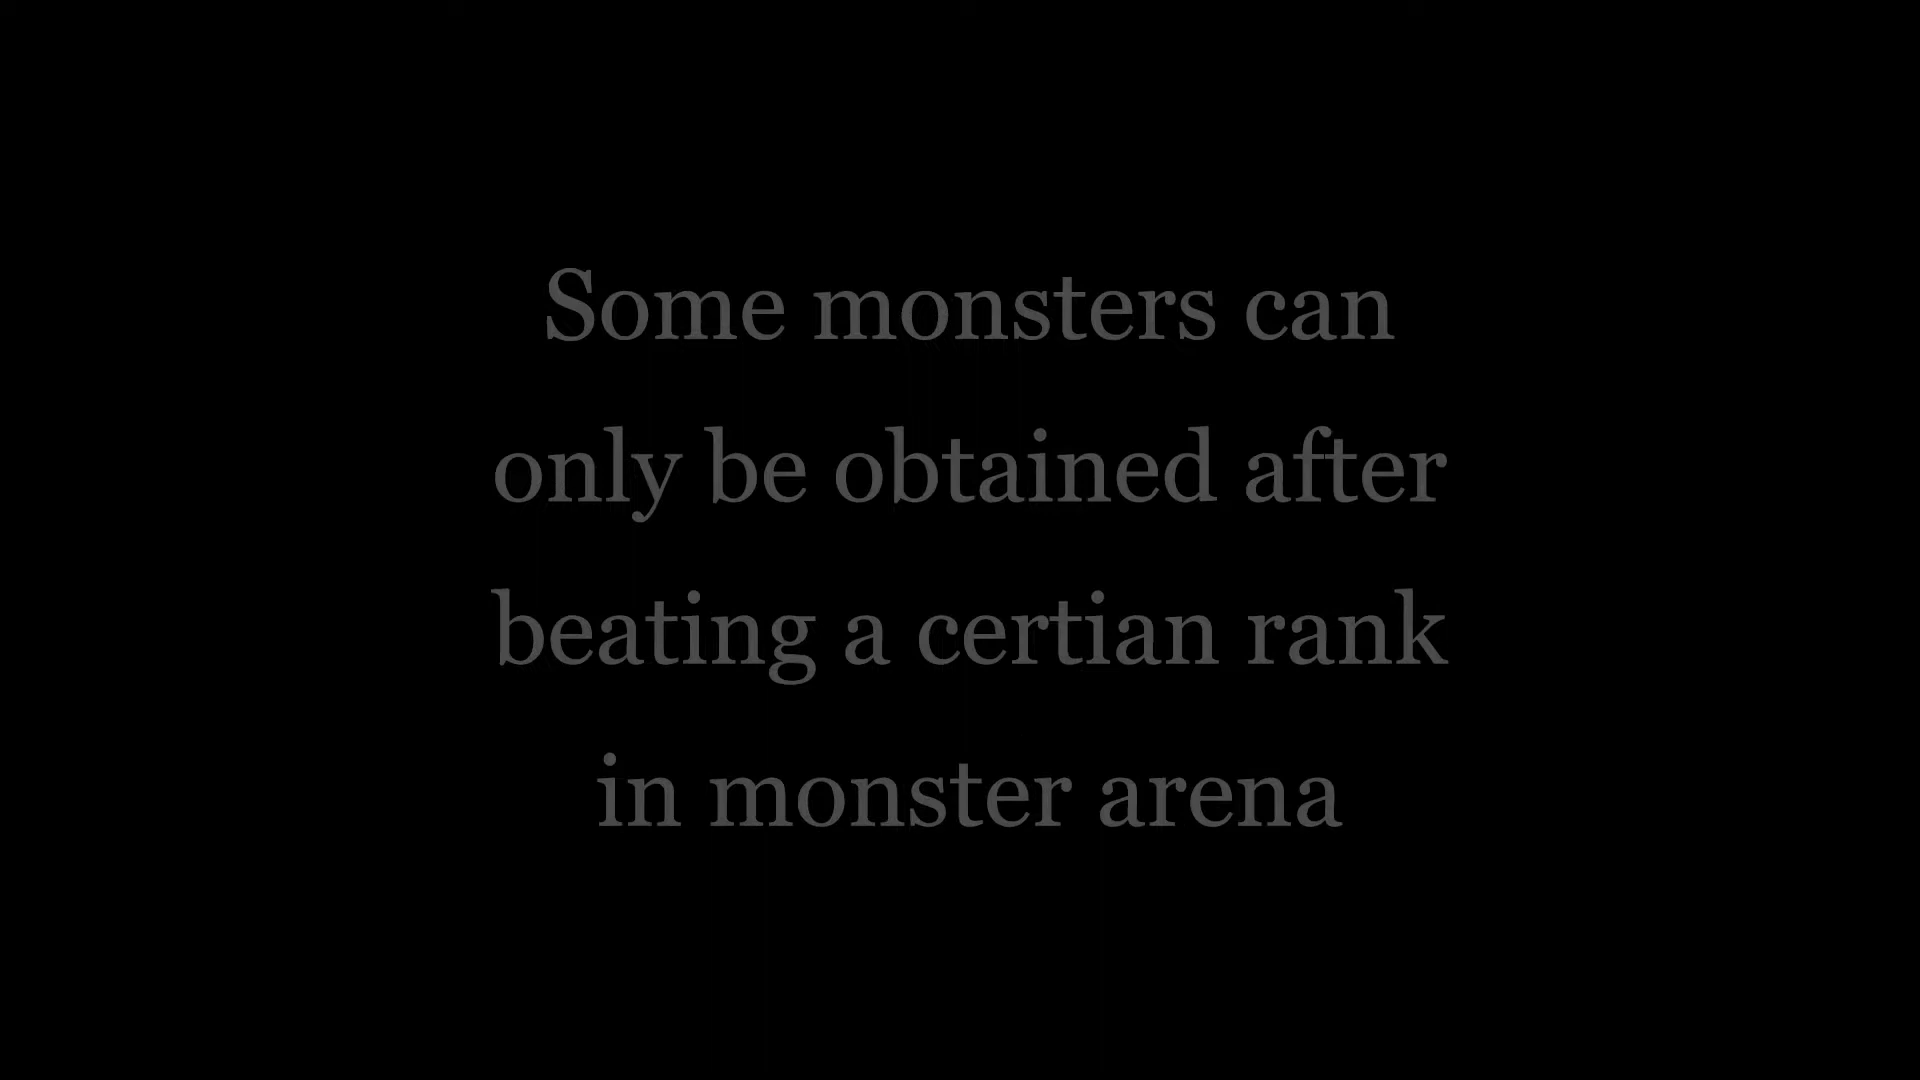 Some monsters can
only be obtained after
beating a certian rank
in monster arena